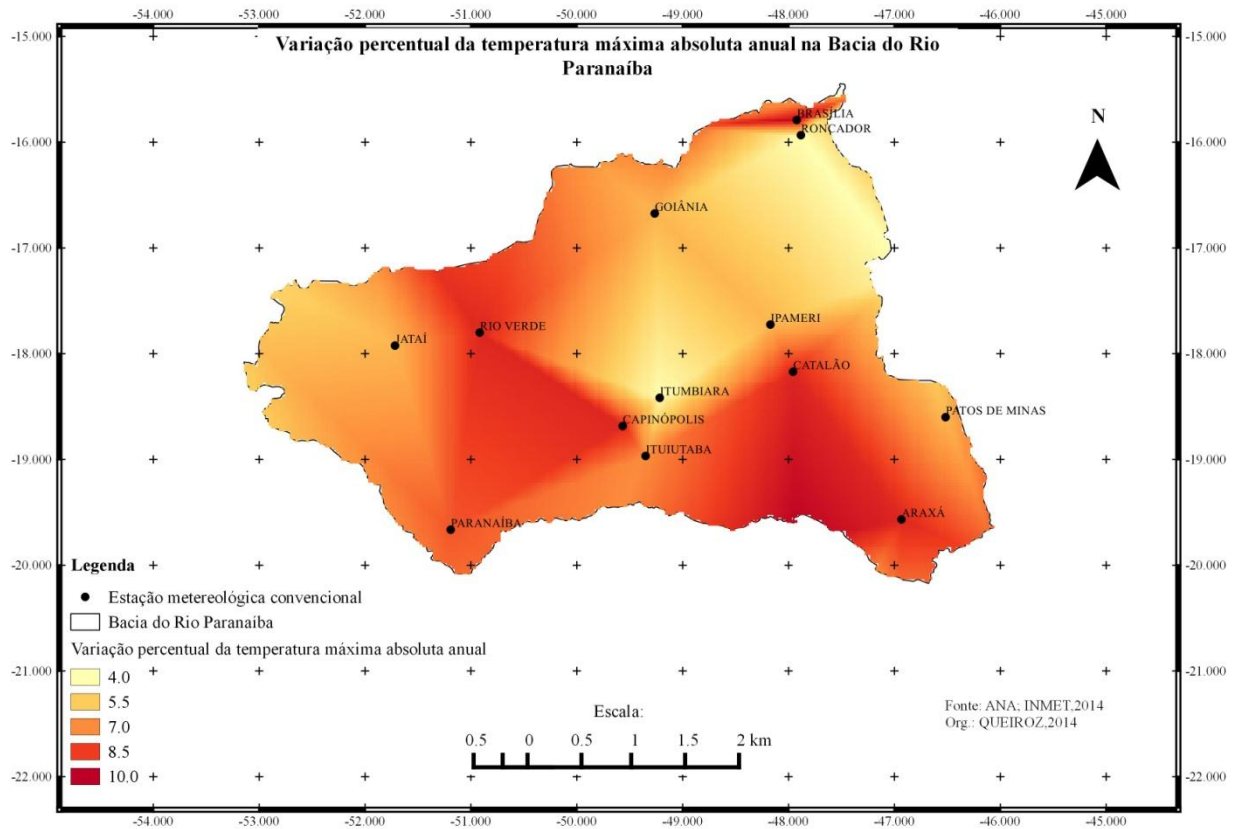 -54.000 -53.000 -52.000 -51.000 -50.000 -49.000 -48.000 -47.000 -46.000 -45.000
-15.000 -15.000
Variação percentual da temperatura máxima absoluta anual na Bacia do Rio
Paranaíba
N
BRASÍLIA
RONCADOR
-16.000 -16.000
GOIÂNIA
-17.000 -17.000
IPAMERI
RIO VERDE
JATAÍ
-18.000 -18.000
CATALÃO
ITUMBIARA
PATOS DE MINAS
CAPINÓPOLIS
ITUIUTABA
-19.000 -19.000
ARAXÁ
PARANAÍBA
-20.000 -20.000
Legenda
Estação metereológica convencional
Bacia do Rio Paranaiba
Variação percentual da temperatura máxima absoluta anual
-21.000 -21.000
4.0
5.5
7.0
8.5
10.0
Escala:
0.5 0 0.5 1 1.5 2 km
Fonte: ANA; INMET,2014
Org.: QUEIROZ,2014
-22.000 -22.000
-54.000 -53.000 -52.000 -51.000 -50.000 -49.000 -48.000 -47.000 -46.000 -45.000